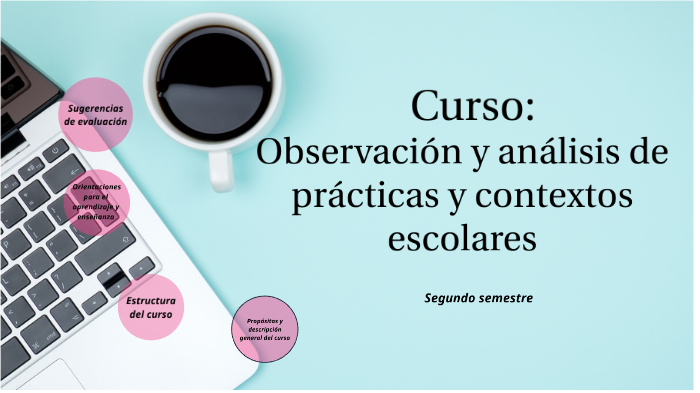 Curso:
Observación y análisis de
prácticas y contextos
escolares
Segundo semestre
Sugerencias
de evaluación
Orientaciones
para el
aprendizaje y
enseñanza
Estructura
del curso
Propósitos y
descripción
general del curso